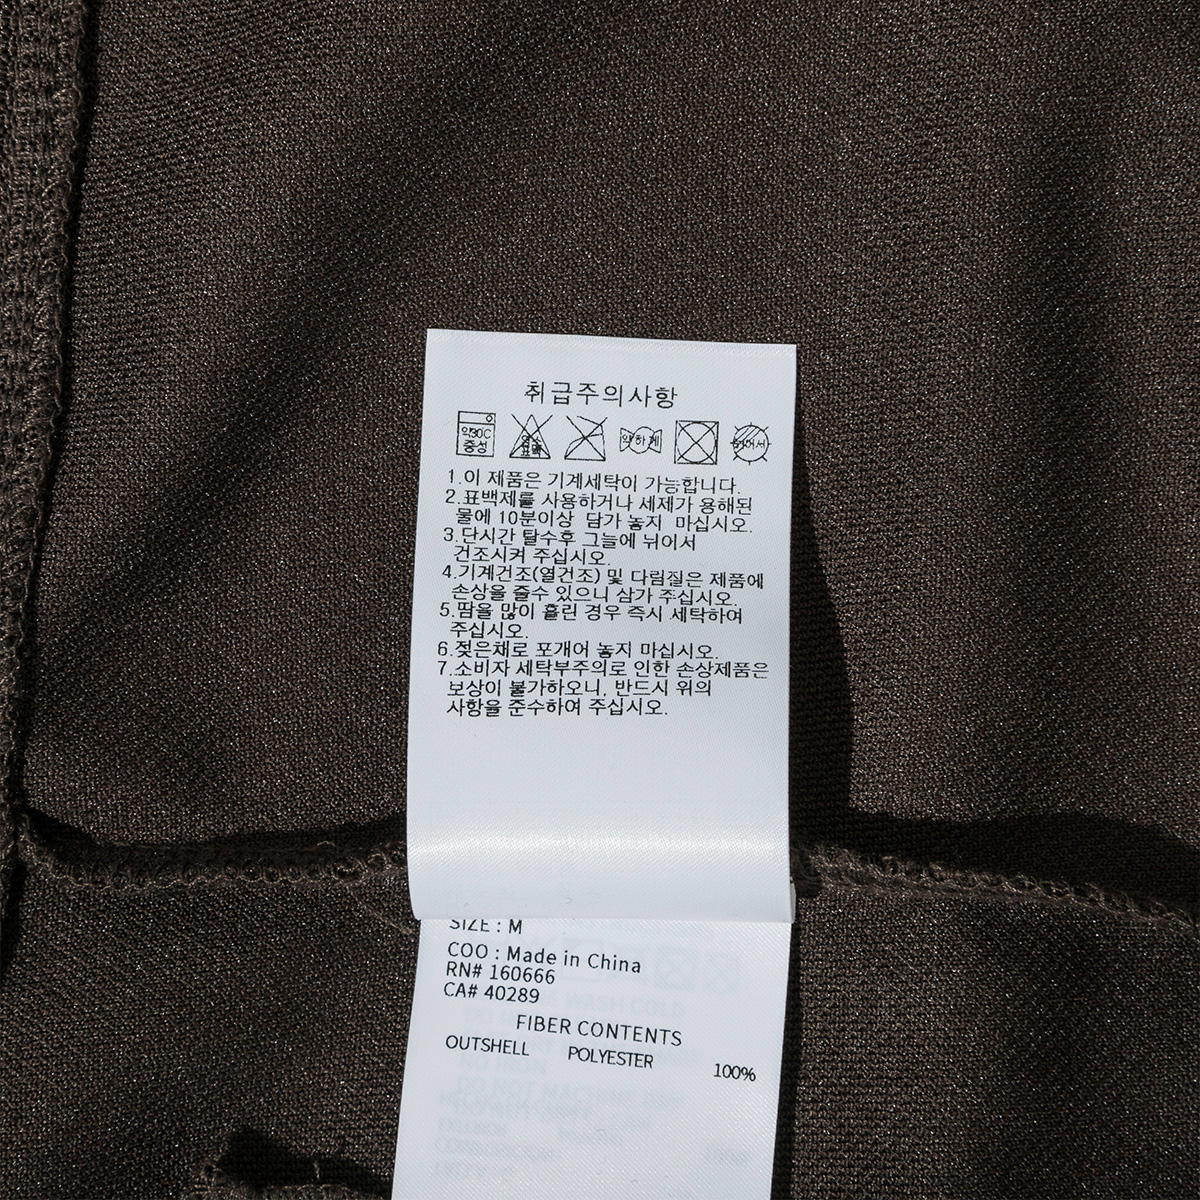 취급주의사항
약30C
중성
염소
표백
약하게
뉘어서
1.이 제품은 기계세탁이 가능합니다.
2.표백제를 사용하거나 세제가 용해된
물에 10분이상 담가 놓지 마십시오.
3.단시간 탈수후 그늘에 뉘어서
건조시켜 주십시오.
4.기계건조(열건조) 및 다림질은 제품에
손상을 줄수 있으니 삼가 주십시오.
5.땀을 많이 흘린 경우 즉시 세탁하여
주십시오.
6.젖은채로 포개어 놓지 마십시오.
7.소비자 세탁부주의로 인한 손상제품은
보상이 불가하오니, 반드시 위의
사항을 준수하여 주십시오.
SIZE : M
COO : Made in China
RN# 160666
CA# 40289
FIBER CONTENTS
OUTSHELL POLYESTER 100%